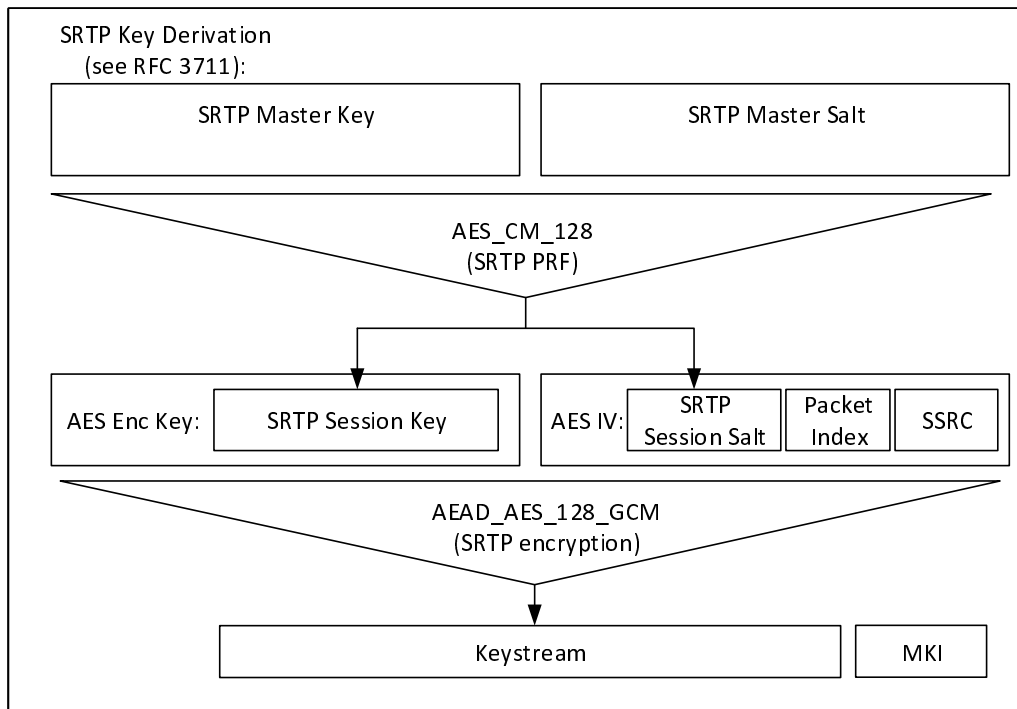 SRTP Key Derivation
(see RFC 3711):
SRTP Master Key
SRTP Master Salt
AES_CM_128
(SRTP PRF)
AES Enc Key:
SRTP Session Key
AES IV:
SRTP
Session Salt
Packet
Index
SSRC
AEAD_AES_128_GCM
(SRTP encryption)
Keystream
MKI